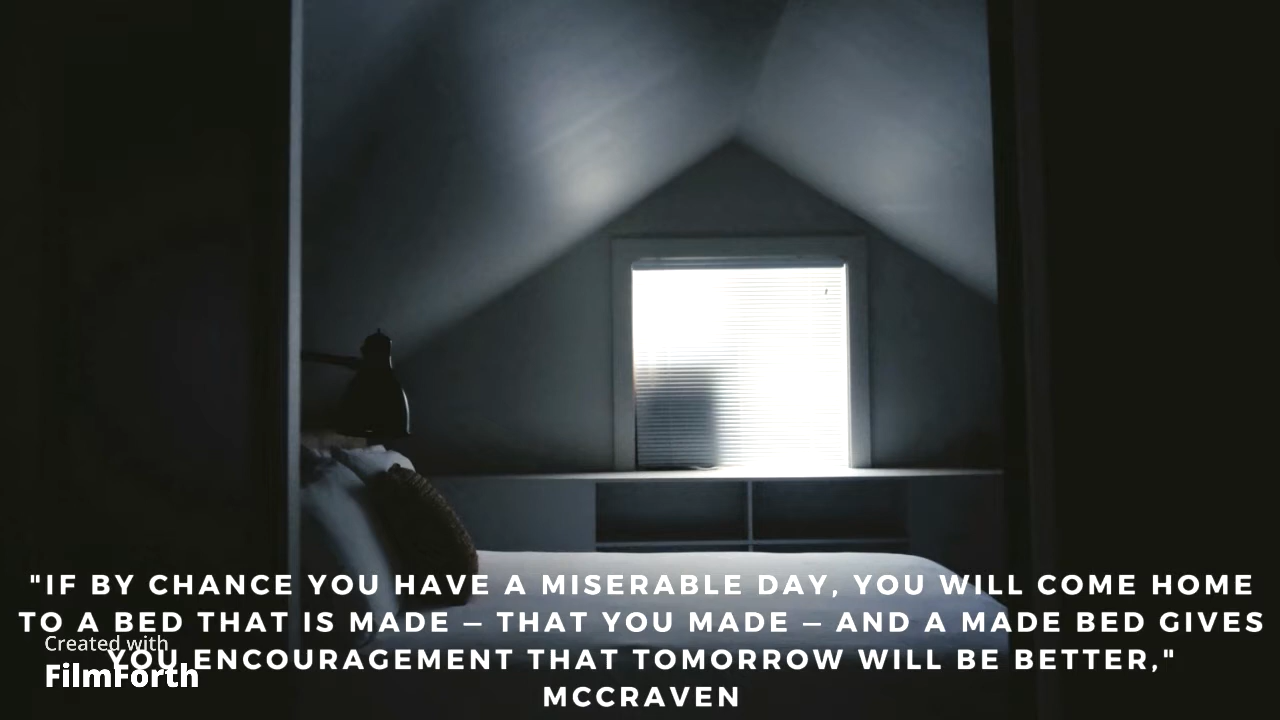 "IF BY CHANCE YOU HAVE A MISERABLE DAY, YOU WILL COME HOME
TO A BED THAT IS MADE — THAT YOU MADE — AND A MADE BED GIVES
YOU ENCOURAGEMENT THAT TOMORROW WILL BE BETTER,"
MCCRAVEN
Created with
FilmForth